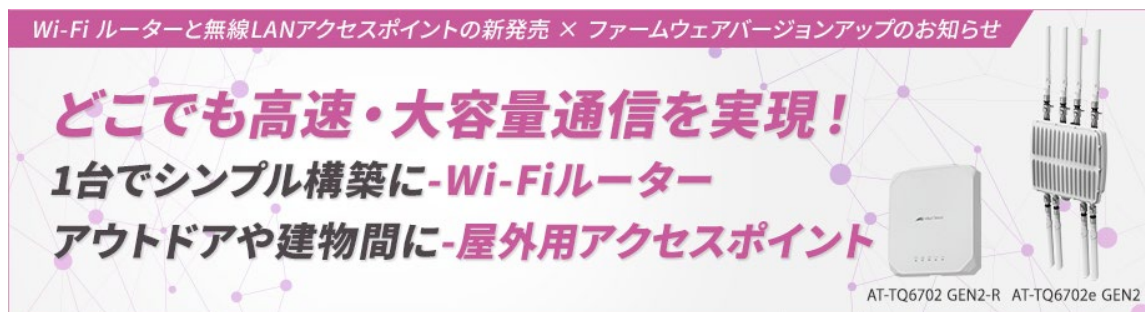 Wi-Fi ルーターと無線LANアクセスポイントの新発売 × ファームウェアバージョンアップのお知らせ
どこでも高速・大容量通信を実現！
1台でシンプル構築に-Wi-Fiルーター
アウトドアや建物間に-屋外用アクセスポイント
AT-TQ6702 GEN2-R AT-TQ6702e GEN2